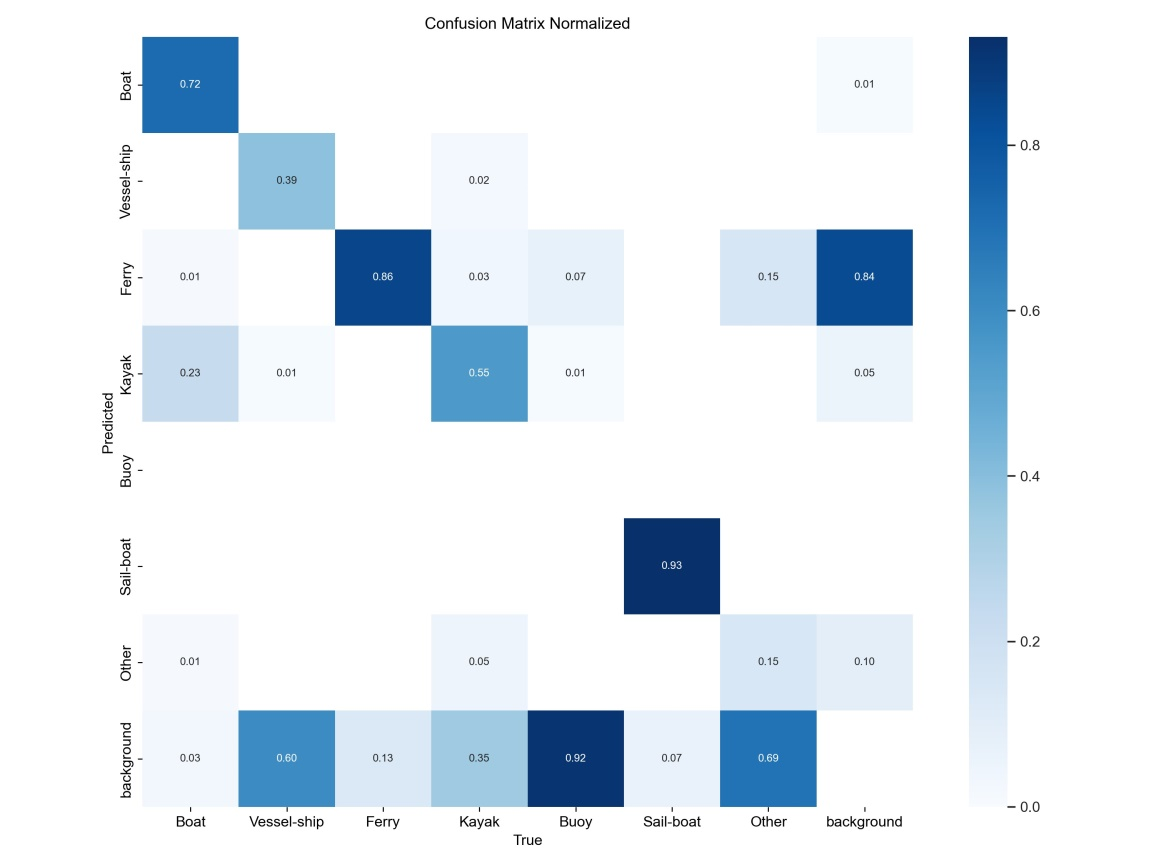 Confusion Matrix Normalized
Boat
0.72
0.01
Vessel-ship
0.39
0.02
Ferry
0.01
0.86
0.03
0.07
0.15
0.84
Kayak
0.23
0.01
0.55
0.01
0.05
Predicted
Buoy
Sail-boat
0.93
Other
0.01
0.05
0.15
0.10
background
0.03
0.60
0.13
0.35
0.92
0.07
0.69
Boat Vessel-ship Ferry Kayak Buoy Sail-boat Other background
True
0.8
0.6
0.4
0.2
0.0